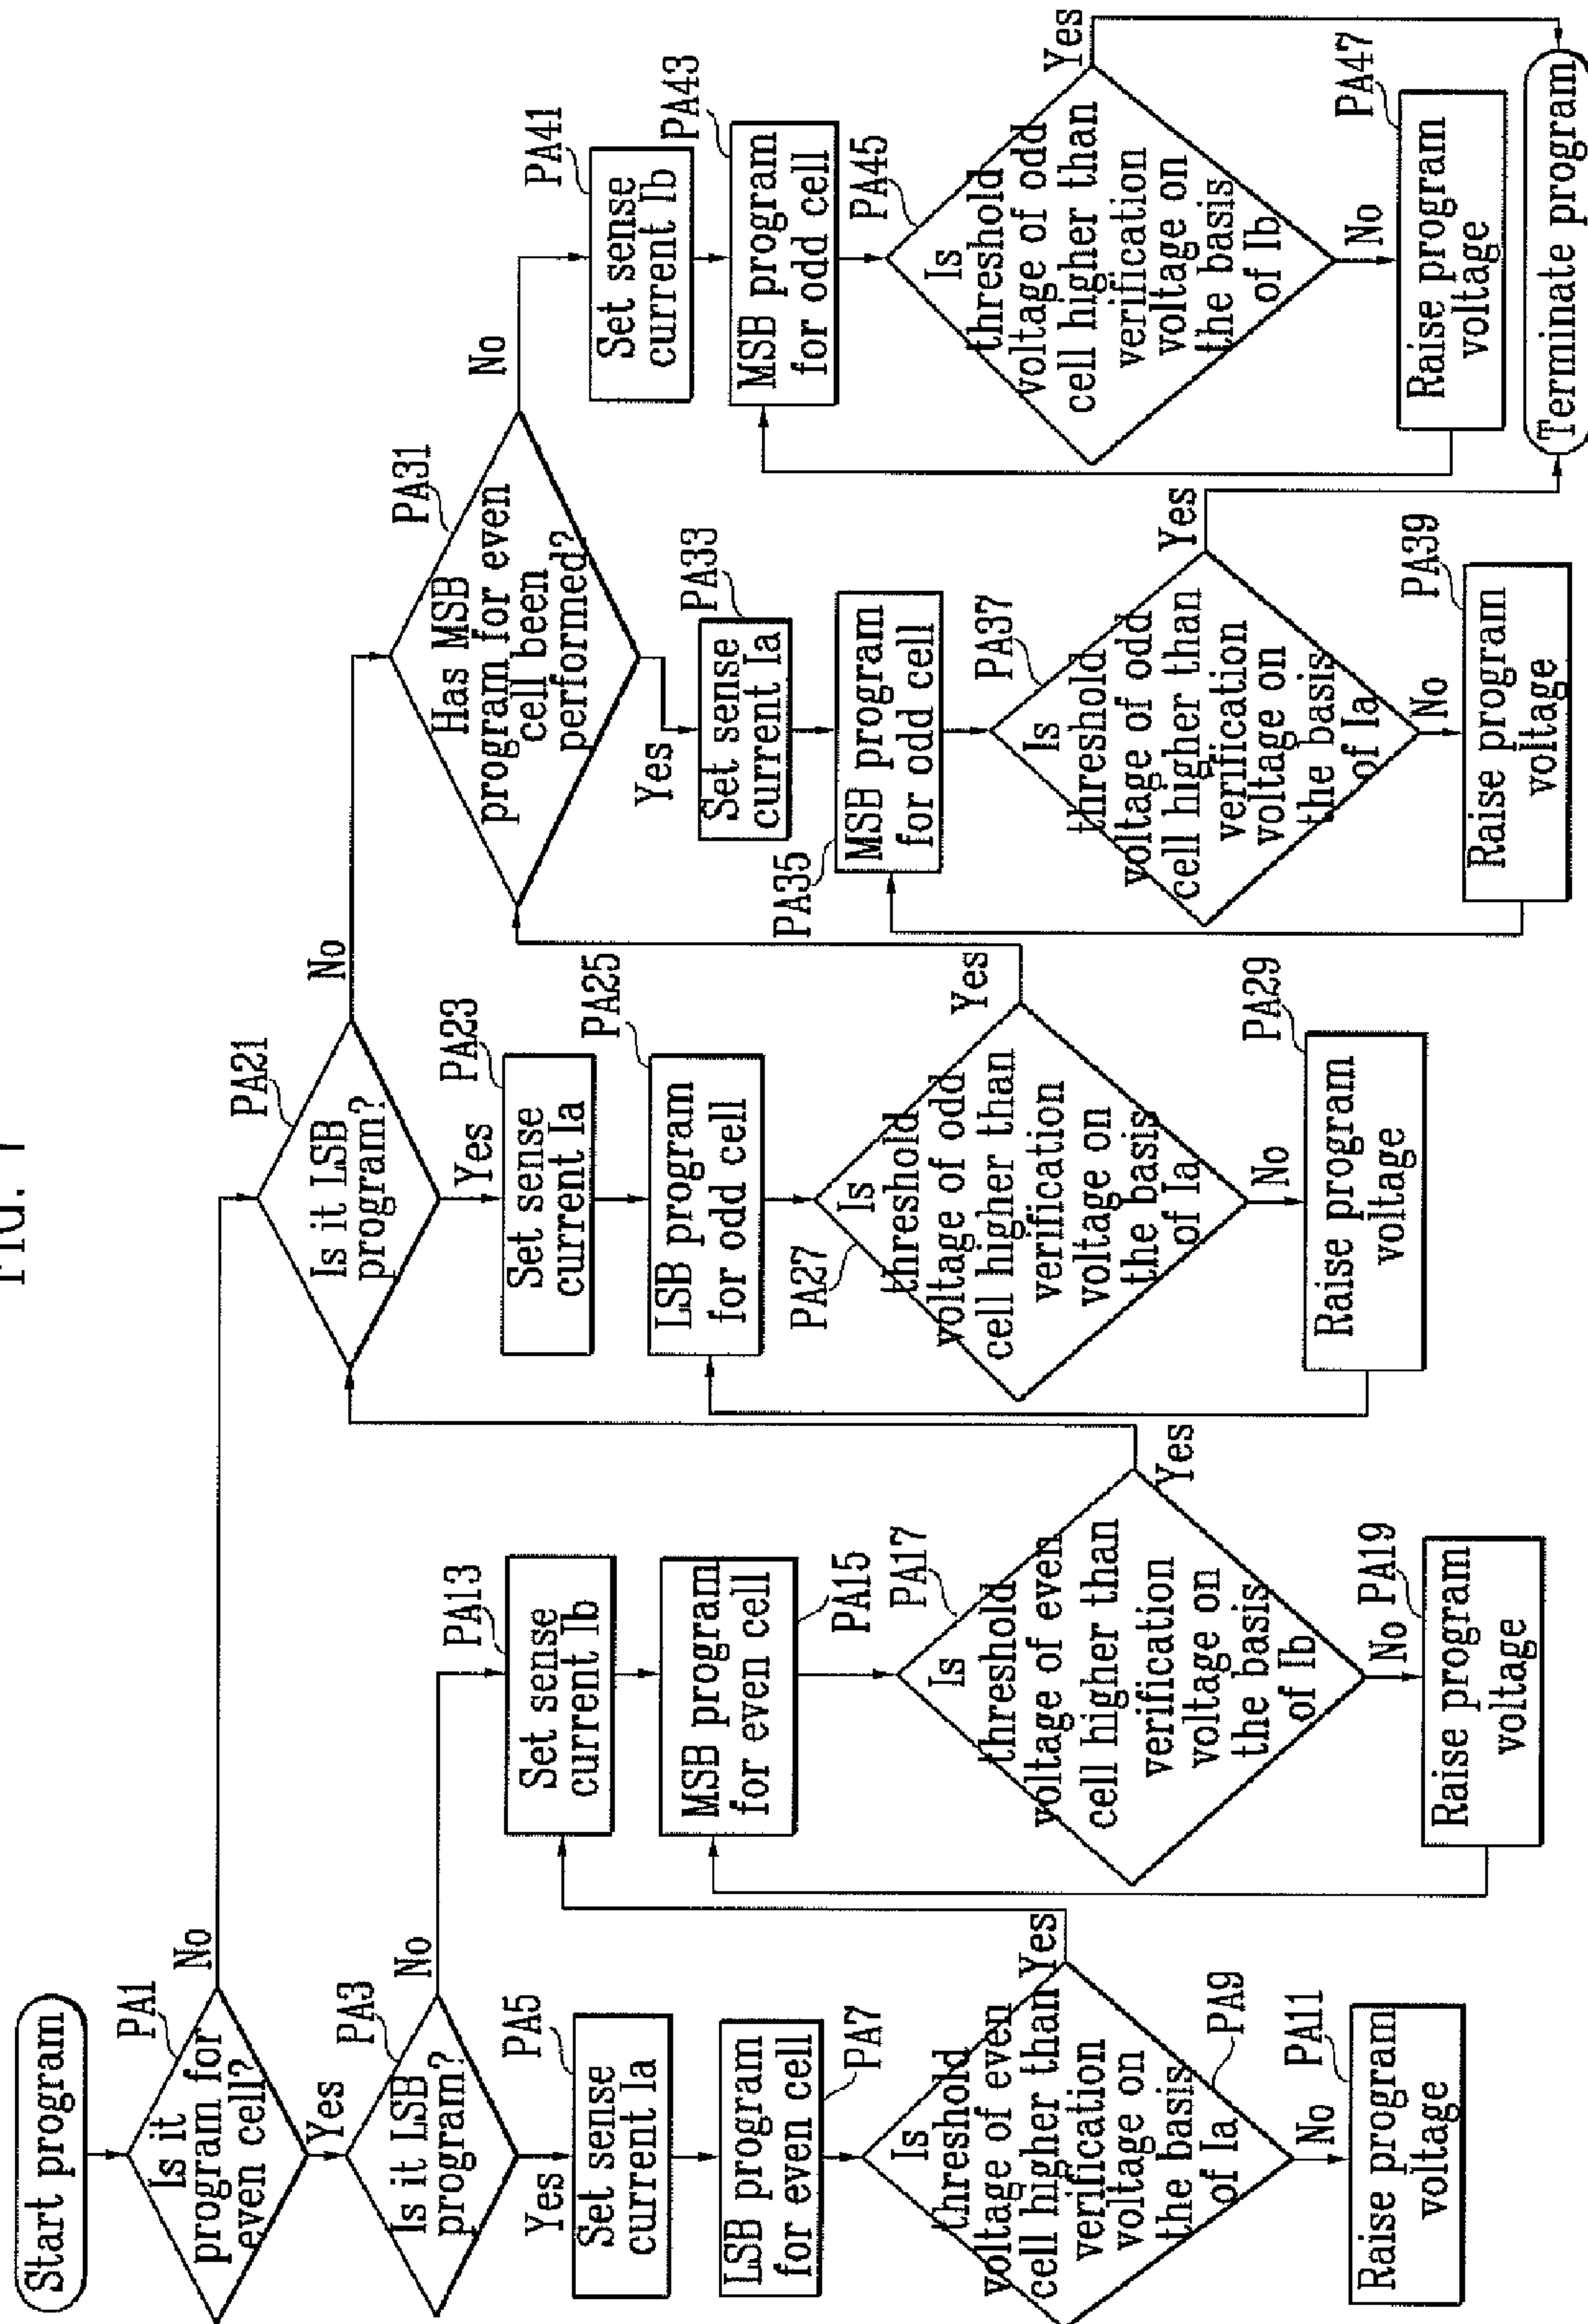 FIG. 1
Start program
PA1
Is it
program for
even cell?
No
Yes
PA3
Is it LSB
program?
No
Yes
PA5
Set sense
current Ia
LSB program
for even cell
PA7
Is
threshold
voltage of even
cell higher than
verification
voltage on
the basis
of Ia
PA9
Yes
No
PA11
Raise program
voltage
PA13
Set sense
current Ib
MSB program
for even cell
PA15
PA17
Is
threshold
voltage of even
cell higher than
verification
voltage on
the basis
of Ib
Yes
No
PA19
Raise program
voltage
PA21
Is it LSB
program?
No
Yes
PA23
Set sense
current Ia
PA25
LSB program
for odd cell
PA27
Is
threshold
voltage of odd
cell higher than
verification
voltage on
the basis
of Ia
Yes
No
PA29
Raise program
voltage
PA31
Has MSB
program for even
cell been
performed?
No
Yes
PA33
Set sense
current Ia
PA35
MSB program
for odd cell
PA37
Is
threshold
voltage of odd
cell higher than
verification
voltage on
the basis
of Ia
Yes
No
PA39
Raise program
voltage
PA41
Set sense
current Ib
PA43
MSB program
for odd cell
PA45
Is
threshold
voltage of odd
cell higher than
verification
voltage on
the basis
of Ib
Yes
No
PA47
Raise program
voltage
Terminate program